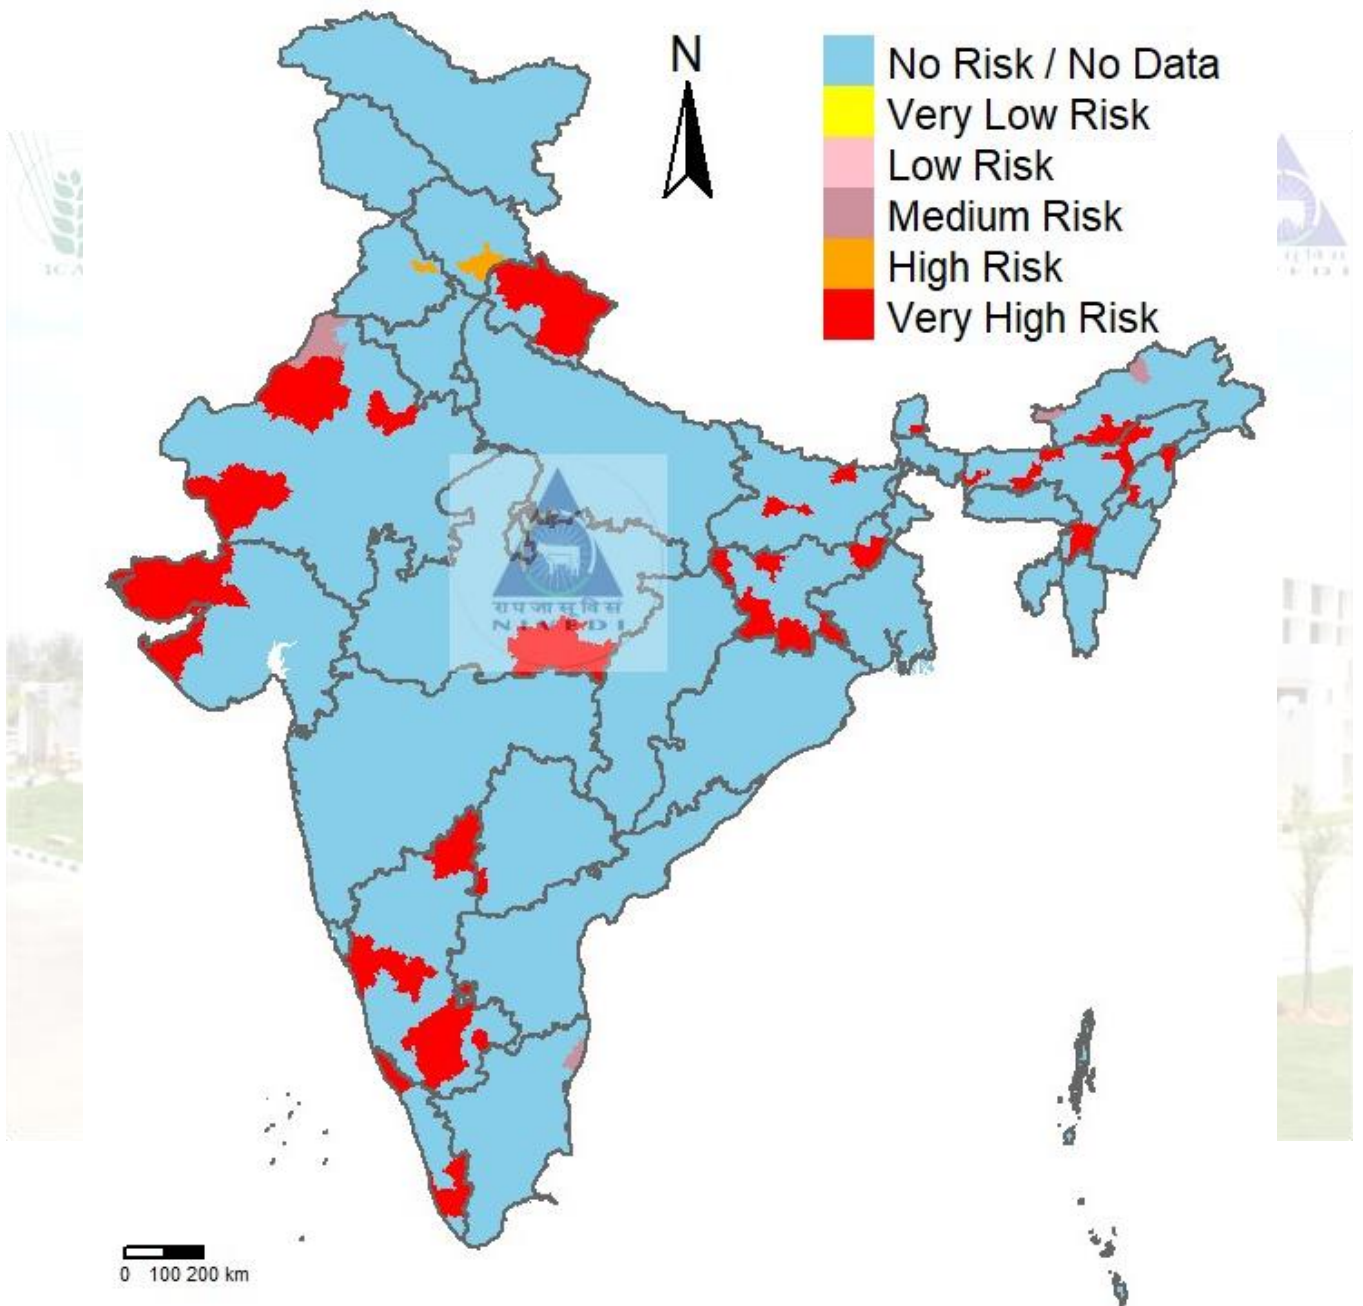 N
No Risk / No Data
Very Low Risk
Low Risk
Medium Risk
High Risk
Very High Risk
NIVEDI
0 100 200 km